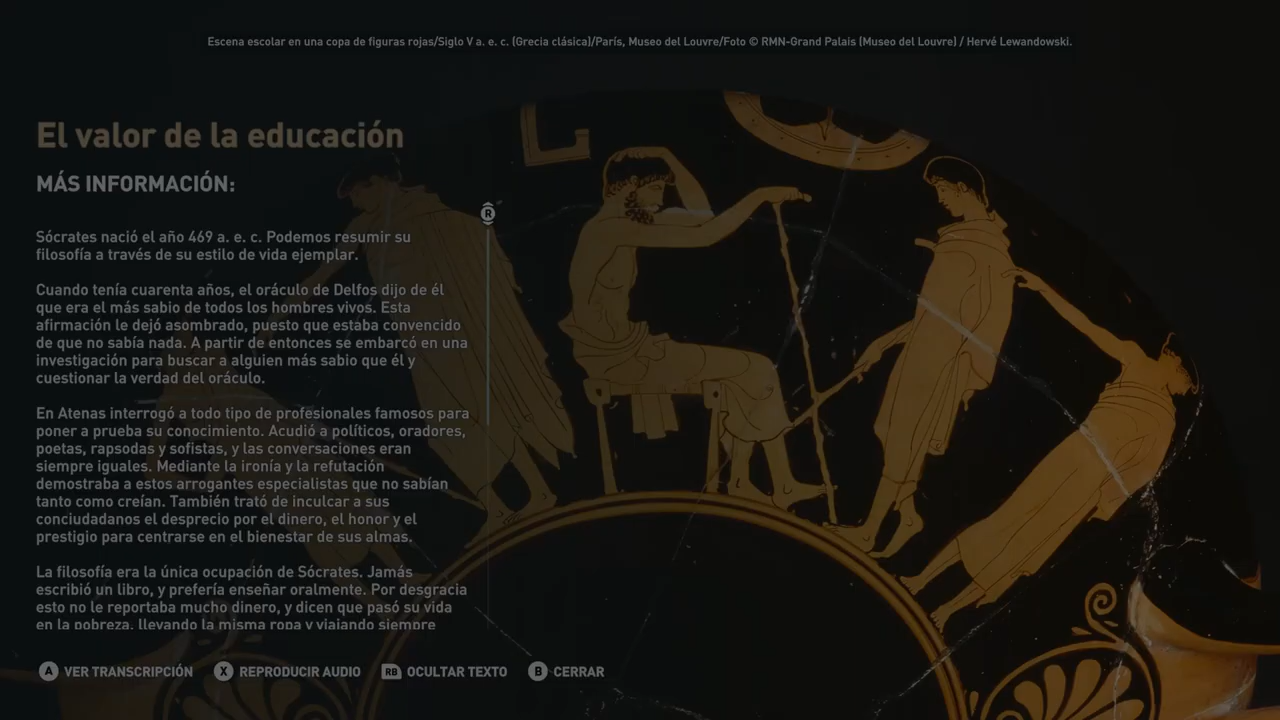 Escena escolar en una copa de figuras rojas/Siglo V a. e. c. (Grecia clásica)/París, Museo del Louvre/Foto © RMN-Grand Palais (Museo del Louvre) / Hervé Lewandowski.
El valor de la educación
MÁS INFORMACIÓN:
R
Sócrates nació el año 469 a. e. c. Podemos resumir su
filosofía a través de su estilo de vida ejemplar.
Cuando tenía cuarenta años, el oráculo de Delfos dijo de él
que era el más sabio de todos los hombres vivos. Esta
afirmación le dejó asombrado, puesto que estaba convencido
de que no sabía nada. A partir de entonces se embarcó en una
investigación para buscar a alguien más sabio que él y
cuestionar la verdad del oráculo.
En Atenas interrogó a todo tipo de profesionales famosos para
poner a prueba su conocimiento. Acudió a políticos, oradores,
poetas, rapsodas y sofistas, y las conversaciones eran
siempre iguales. Mediante la ironía y la refutación
demostraba a estos arrogantes especialistas que no sabían
tanto como creían. También trató de inculcar a sus
conciudadanos el desprecio por el dinero, el honor y el
prestigio para centrarse en el bienestar de sus almas.
La filosofía era la única ocupación de Sócrates. Jamás
escribió un libro, y prefería enseñar oralmente. Por desgracia
esto no le reportaba mucho dinero, y dicen que pasó su vida
en la pobreza, llevando la misma ropa y viajando siempre
A VER TRANSCRIPCIÓN X REPRODUCIR AUDIO RB OCULTAR TEXTO B CERRAR